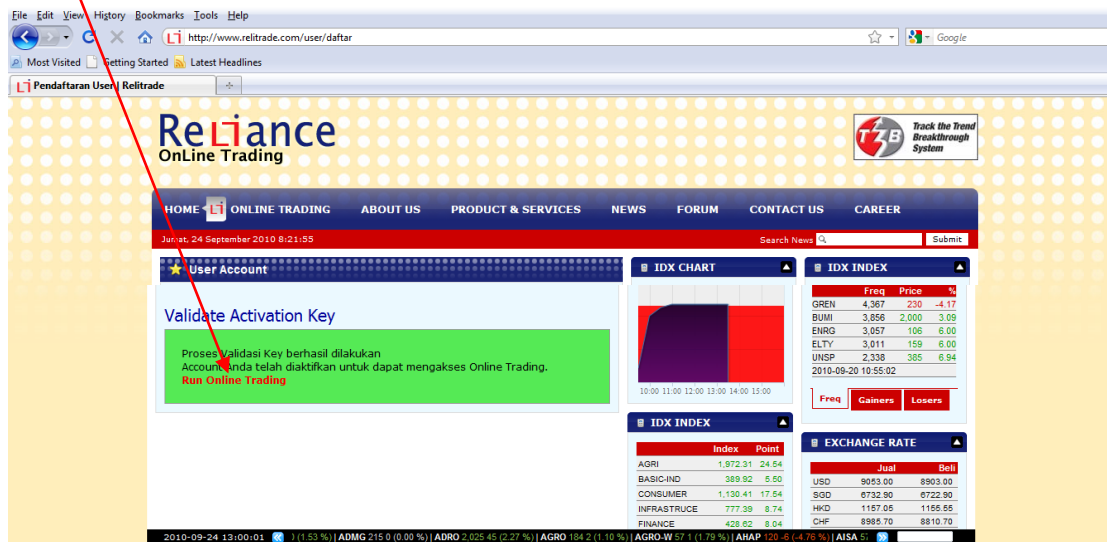 File Edit View History Bookmarks Tools Help
http://www.relitrade.com/user/daftar
Google
Most Visited Getting Started Latest Headlines
Pendaftaran User | Relitrade
Reliance
OnLine Trading
TZB
Track the Trend
Breakthrough
System
HOME ONLINE TRADING ABOUT US PRODUCT & SERVICES NEWS FORUM CONTACT US CAREER
Jumat, 24 September 2010 8:21:55
Search News Submit
User Account
Validate Activation Key
Proses Validasi Key berhasil dilakukan
Account Anda telah diaktifkan untuk dapat mengakses Online Trading.
Run Online Trading
IDX CHART
10:00 11:00 12:00 13:00 14:00 15:00
IDX INDEX
Index Point
AGRI 1,972.31 24.54
BASIC-IND 389.92 5.50
CONSUMER 1,130.41 17.54
INFRASTRUCE 777.39 8.74
FINANCE 428.62 8.04
IDX INDEX
Freq Price %
GREN 4,367 230 -4.17
BUMI 3,856 2,000 3.09
ENRG 3,057 106 6.00
ELTY 3,011 159 6.00
UNSP 2,338 385 6.94
2010-09-20 10:55:02
Freq Gainers Losers
EXCHANGE RATE
Jual Beli
USD 9053.00 8903.00
SGD 6732.90 6722.90
HKD 1157.05 1155.55
CHF 8985.70 8810.70
2010-09-24 13:00:01 ) (1.53 %) | ADMG 215 0 (0.00 %) | ADRO 2,025 45 (2.27 %) | AGRO 184 2 (1.10 %) | AGRO-W 57 1 (1.79 %) | AHAP 120 -6 (-4.76 %) | AISA 57